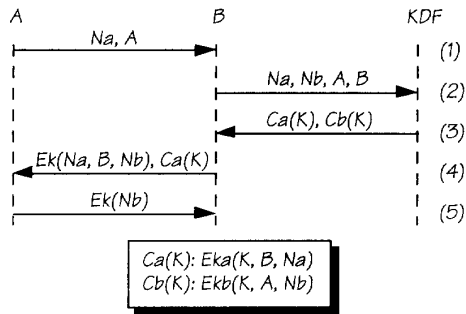 A B KDF
Na, A (1)
Na, Nb, A, B (2)
Ca(K), Cb(K) (3)
Ek(Na, B, Nb), Ca(K) (4)
Ek(Nb) (5)
Ca(K): Eka(K, B, Na)
Cb(K): Ekb(K, A, Nb)